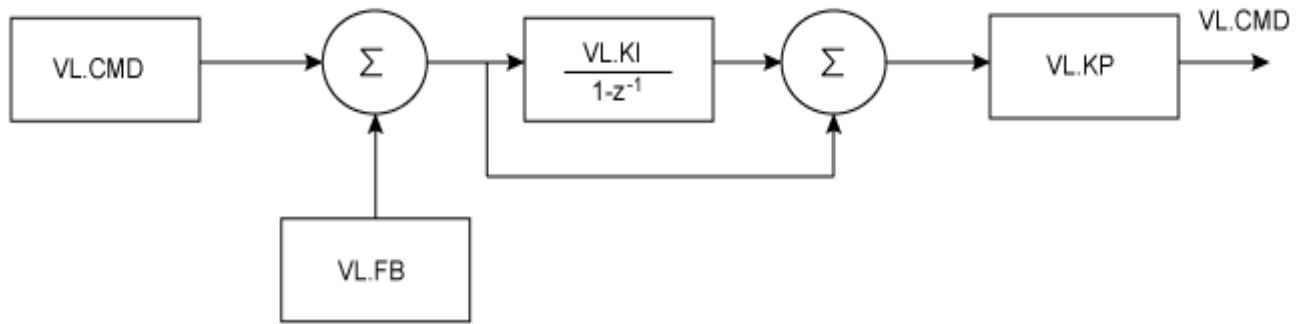 VL.CMD
Σ
VL.KI
1-z⁻¹
Σ
VL.KP
VL.CMD
VL.FB